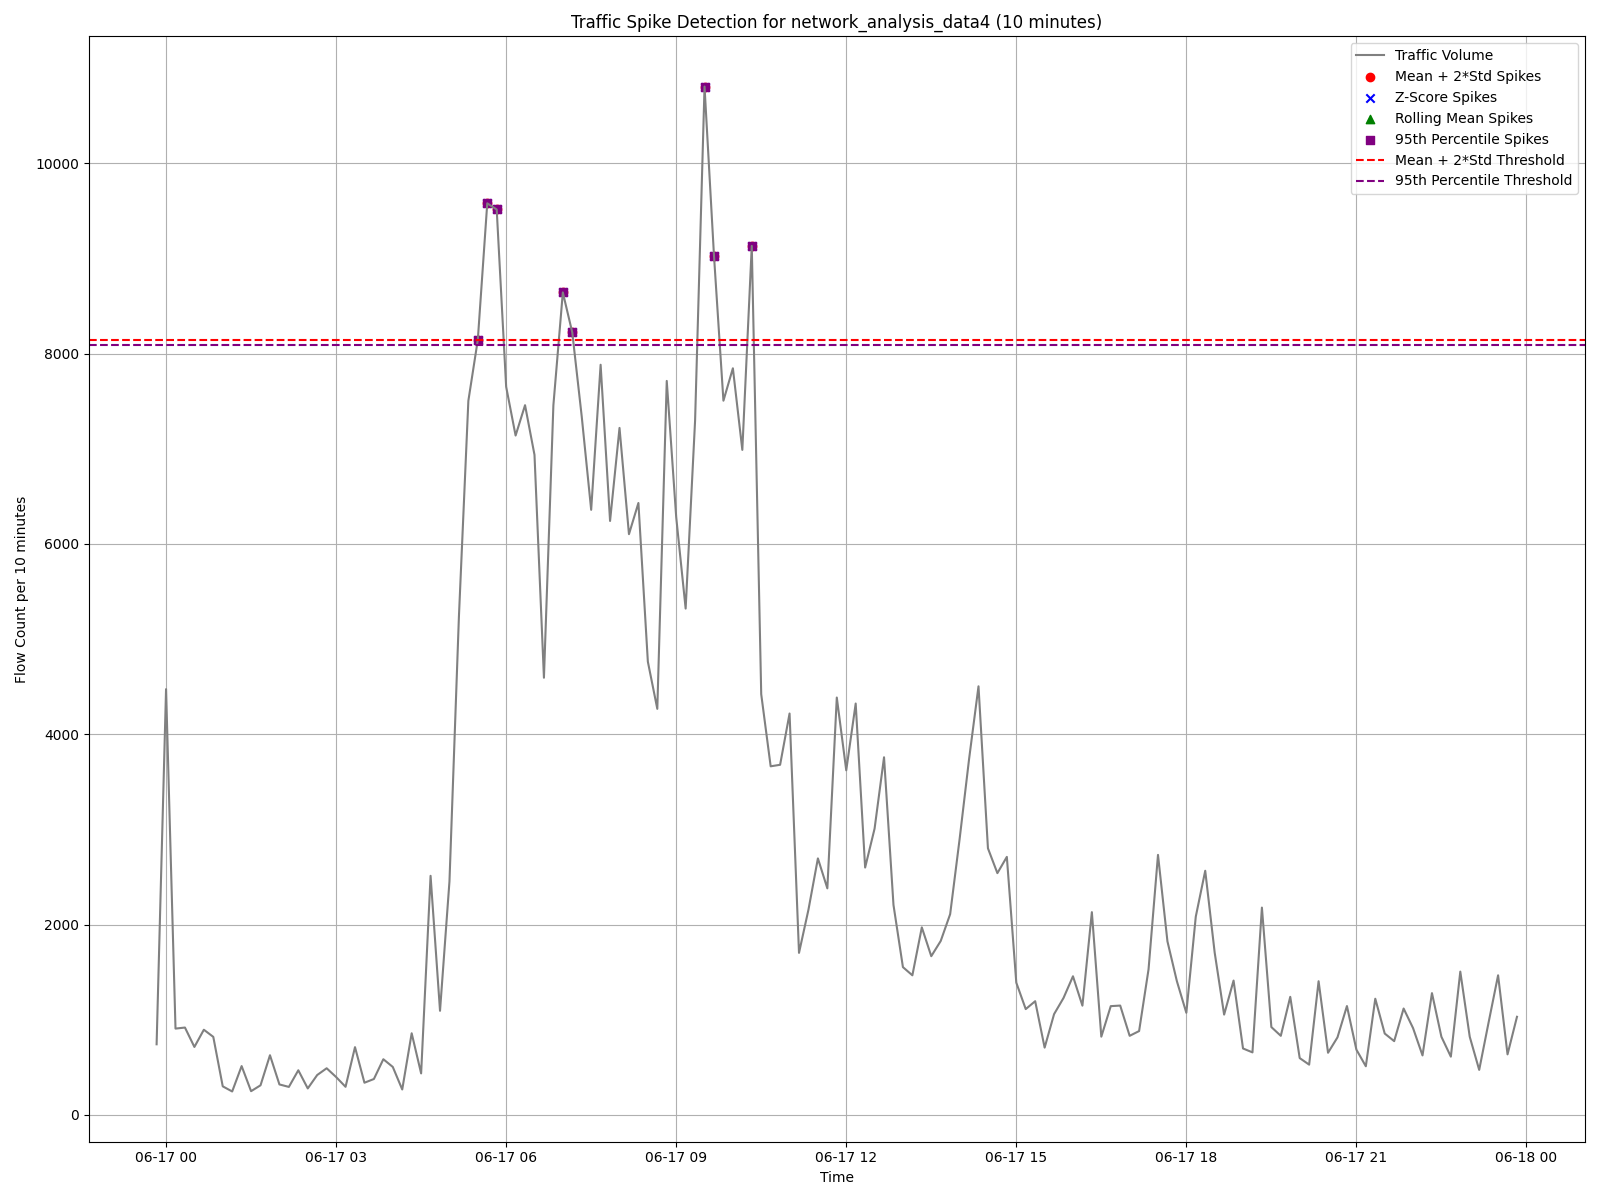 Traffic Spike Detection for network_analysis_data4 (10 minutes)
Traffic Volume
Mean + 2*Std Spikes
Z-Score Spikes
Rolling Mean Spikes
95th Percentile Spikes
Mean + 2*Std Threshold
95th Percentile Threshold
Flow Count per 10 minutes
10000
8000
6000
4000
2000
0
06-17 00
06-17 03
06-17 06
06-17 09
06-17 12
06-17 15
06-17 18
06-17 21
06-18 00
Time